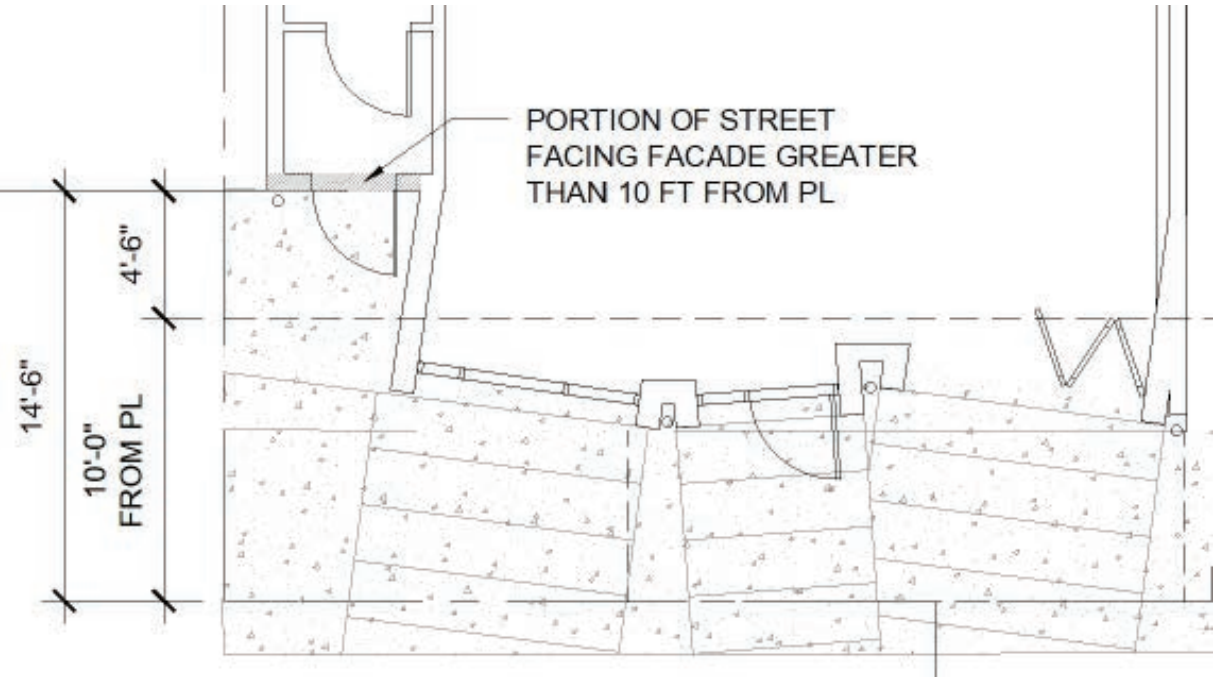 PORTION OF STREET
FACING FACADE GREATER
THAN 10 FT FROM PL
4'-6"
14'-6"
10'-0"
FROM PL